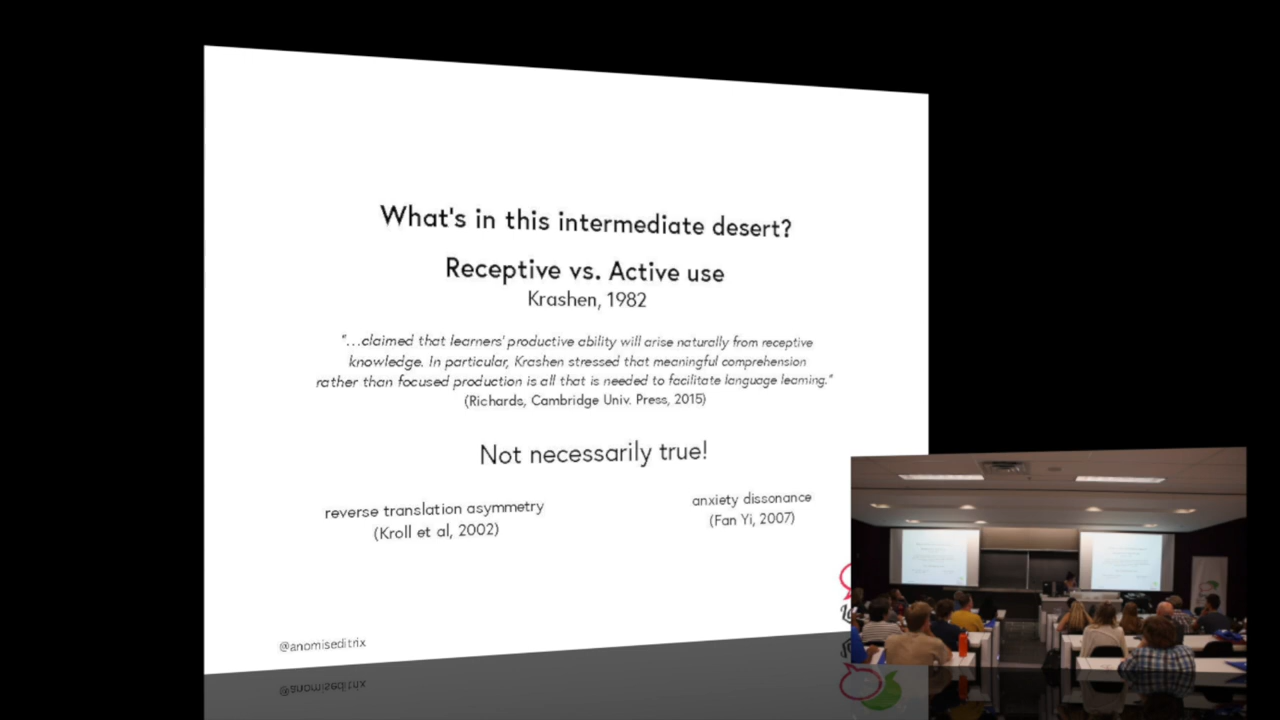 What's in this intermediate desert?
Receptive vs. Active use
Krashen, 1982
"...claimed that learners' productive ability will arise naturally from receptive
knowledge. In particular, Krashen stressed that meaningful comprehension
rather than focused production is all that is needed to facilitate language learning."
(Richards, Cambridge Univ. Press, 2015)
Not necessarily true!
reverse translation asymmetry
(Kroll et al, 2002)
anxiety dissonance
(Fan Yi, 2007)
@anomiseditrix